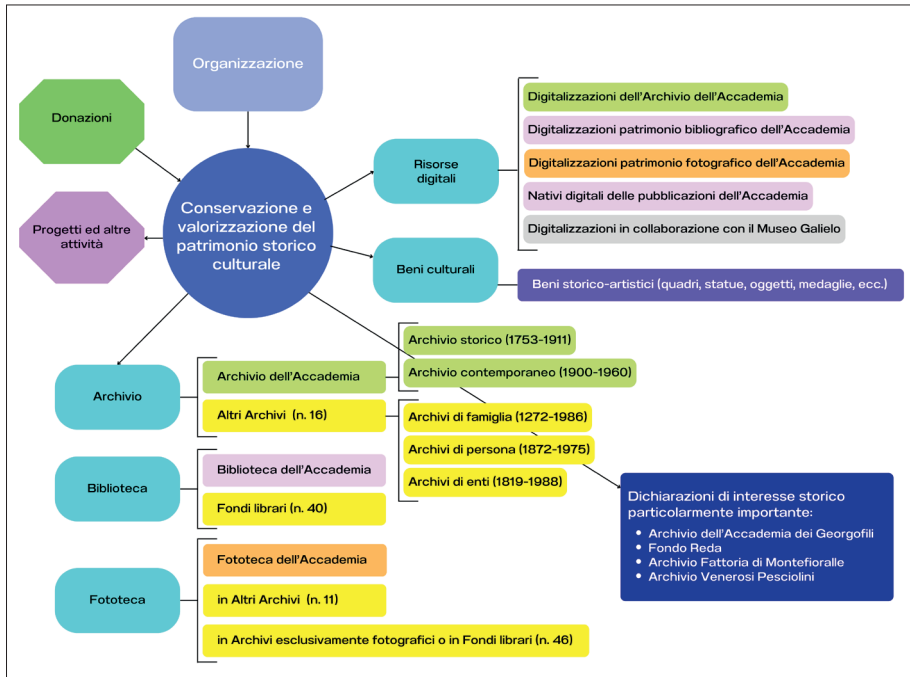 Organizzazione
Donazioni
Progetti ed altre
attività
Conservazione e
valorizzazione del
patrimonio storico
culturale
Risorse
digitali
Digitalizzazioni dell'Archivio dell'Accademia
Digitalizzazioni patrimonio bibliografico dell'Accademia
Digitalizzazioni patrimonio fotografico dell'Accademia
Nativi digitali delle pubblicazioni dell'Accademia
Digitalizzazioni in collaborazione con il Museo Galielo
Beni culturali
Beni storico-artistici (quadri, statue, oggetti, medaglie, ecc.)
Archivio
Archivio dell'Accademia
Archivio storico (1753-1911)
Archivio contemporaneo (1900-1960)
Altri Archivi (n. 16)
Archivi di famiglia (1272-1986)
Archivi di persona (1872-1975)
Archivi di enti (1819-1988)
Biblioteca
Biblioteca dell'Accademia
Fondi librari (n. 40)
Fototeca
Fototeca dell'Accademia
in Altri Archivi (n. 11)
in Archivi esclusivamente fotografici o in Fondi librari (n. 46)
Dichiarazioni di interesse storico
particolarmente importante:
• Archivio dell'Accademia dei Georgofili
• Fondo Reda
• Archivio Fattoria di Montefioralle
• Archivio Venerosi Pesciolini